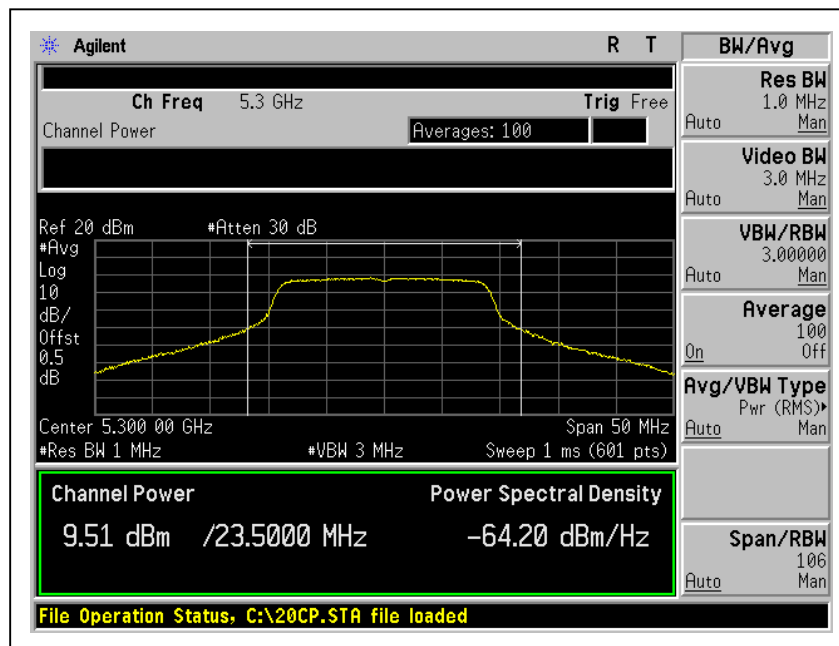 Agilent R T
Ch Freq 5.3 GHz Trig Free
Channel Power Averages: 100
Ref 20 dBm #Atten 30 dB
#Avg
Log
10
dB/
Offst
0.5
dB
Center 5.300 00 GHz Span 50 MHz
#Res BW 1 MHz #VBW 3 MHz Sweep 1 ms (601 pts)
Channel Power Power Spectral Density
9.51 dBm /23.5000 MHz -64.20 dBm/Hz
File Operation Status, C:\20CP.STA file loaded
BW/Avg
Res BW
1.0 MHz
Auto Man
Video BW
3.0 MHz
Auto Man
VBW/RBW
3.00000
Auto Man
Average
100
On Off
Avg/VBW Type
Pwr (RMS)▸
Auto Man
Span/RBW
106
Auto Man